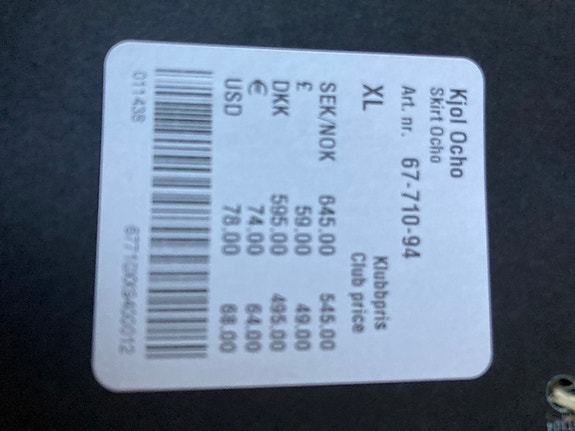 Kjol Ocho
Skirt Ocho
Art. nr. 67-710-94
XL
Klubbpris
Club price
SEK/NOK 645.00 545.00
£ 59.00 49.00
DKK 595.00 495.00
€ 74.00 64.00
USD 78.00 68.00
011438